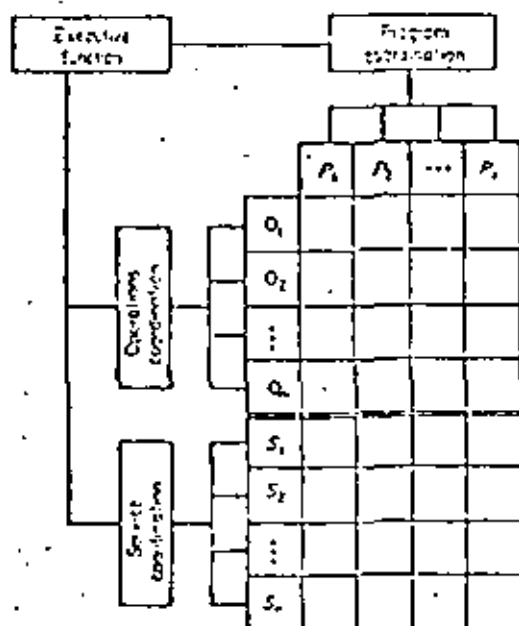 Executive
function
Program
coordination
P₁ P₂ ... Pₙ
O₁
O₂
⋮
Oₙ
S₁
S₂
⋮
Sₙ
Operations
coordination
Service
coordination